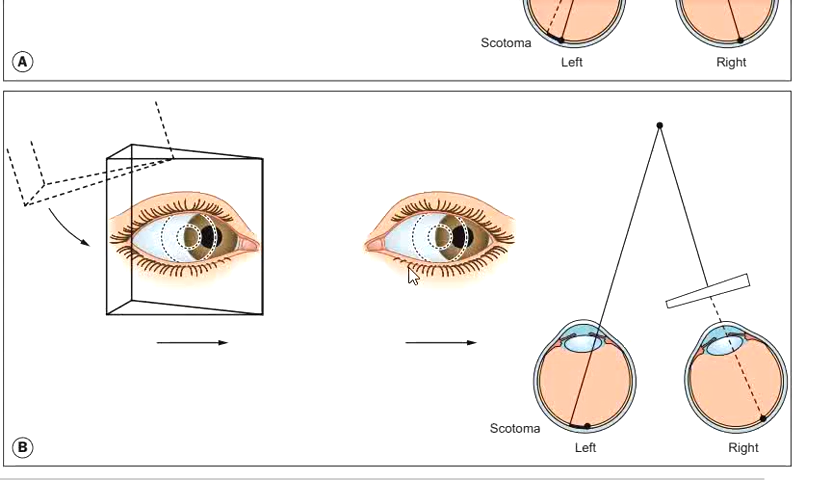 Scotoma
Left
Right
A
Scotoma
Left
Right
B